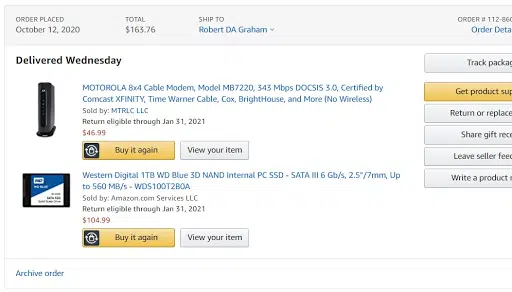 ORDER PLACED TOTAL SHIP TO ORDER # 112-860
October 12, 2020 $163.76 Robert DA Graham Order Deta
Delivered Wednesday
Track packag
MOTOROLA 8x4 Cable Modem, Model MB7220, 343 Mbps DOCSIS 3.0, Certified by
Comcast XFINITY, Time Warner Cable, Cox, BrightHouse, and More (No Wireless)
Sold by: MTRLC LLC
Return eligible through Jan 31, 2021
$46.99
Buy it again View your item
Get product sup
Return or replace
Share gift rece
Leave seller feed
Write a product r
WD BLUE
Western Digital 1TB WD Blue 3D NAND Internal PC SSD - SATA III 6 Gb/s, 2.5"/7mm, Up
to 560 MB/s - WDS100T2B0A
Sold by: Amazon.com Services LLC
Return eligible through Jan 31, 2021
$104.99
Buy it again View your item
Archive order